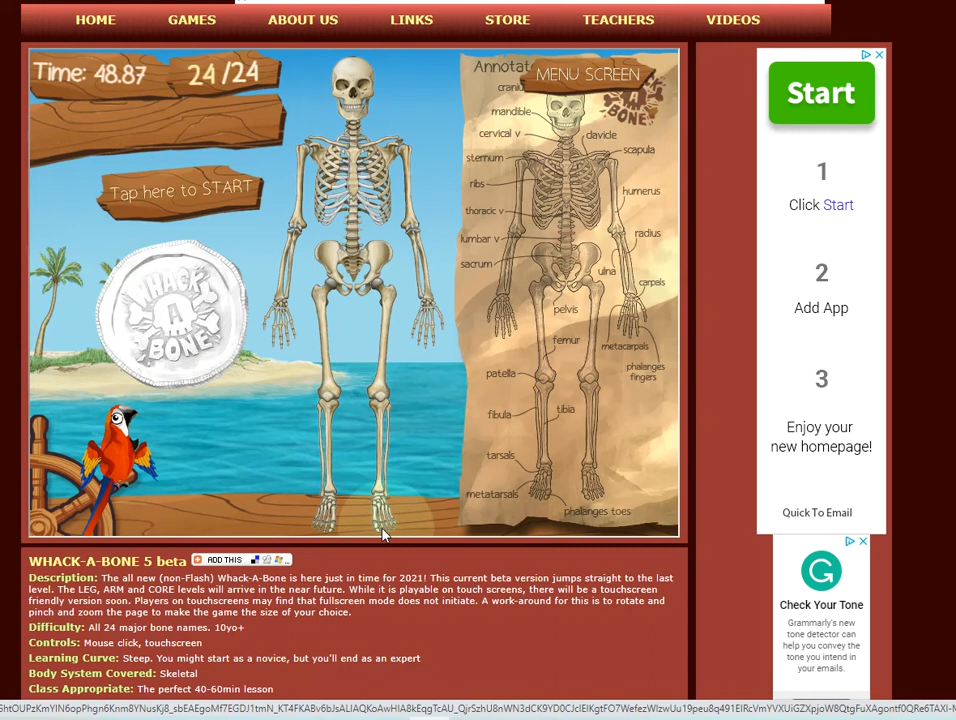 HOME GAMES ABOUT US LINKS STORE TEACHERS VIDEOS
Time: 48.87 24/24
Tap here to START
WHACK
A
BONE
MENU SCREEN
A
BONE
mandible
cervical v
clavicle
sternum
scapula
ribs
humerus
thoracic v
radius
lumbar v
sacrum
ulna
carpals
pelvis
femur
metacarpals
phalanges
fingers
patella
fibula
tibia
tarsals
metatarsals
phalanges toes
Start
1
Click Start
2
Add App
3
Enjoy your
new homepage!
Quick To Email
Check Your Tone
Grammarly's new
tone detector can
help you convey the
tone you intend in
your emails.
WHACK-A-BONE 5 beta ADD THIS
Description: The all new (non-Flash) Whack-A-Bone is here just in time for 2021! This current beta version jumps straight to the last
level. The LEG, ARM and CORE levels will arrive in the near future. While it is playable on touch screens, there will be a touchscreen
friendly version soon. Players on touchscreens may find that fullscreen mode does not initiate. A work-around for this is to rotate and
pinch and zoom the page to make the game the size of your choice.
Difficulty: All 24 major bone names. 10yo+
Controls: Mouse click, touchscreen
Learning Curve: Steep. You might start as a novice, but you'll end as an expert
Body System Covered: Skeletal
Class Appropriate: The perfect 40-60min lesson